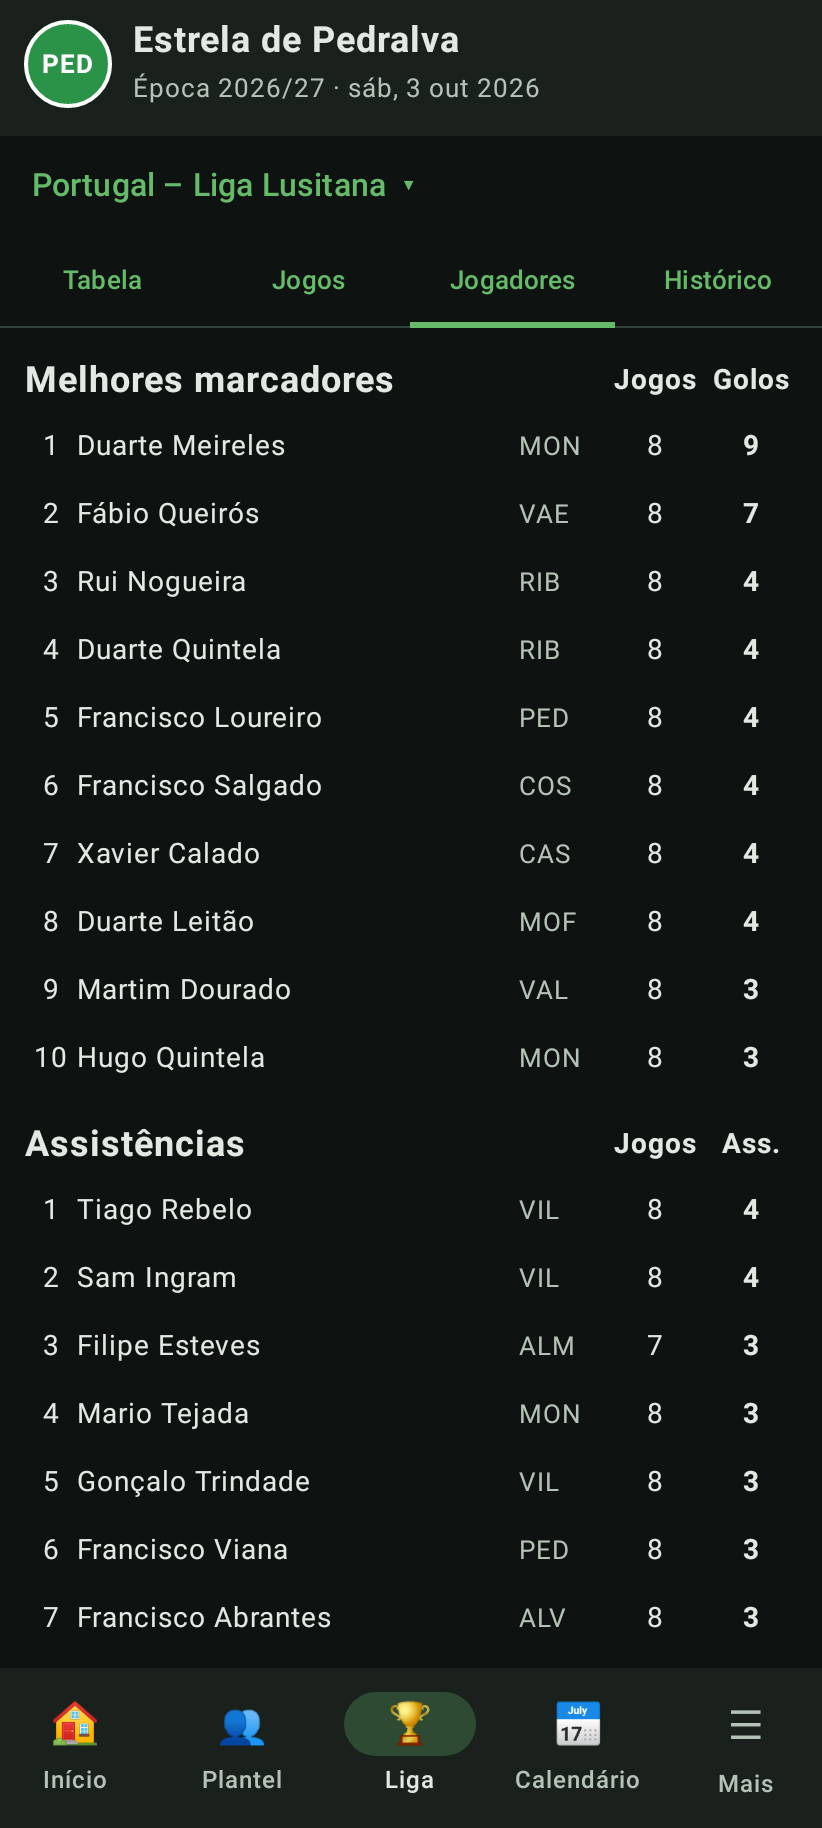 PED
Estrela de Pedralva
Época 2026/27 · sáb, 3 out 2026
Portugal – Liga Lusitana ▾
Tabela Jogos Jogadores Histórico
Melhores marcadores Jogos Golos
1 Duarte Meireles MON 8 9
2 Fábio Queirós VAE 8 7
3 Rui Nogueira RIB 8 4
4 Duarte Quintela RIB 8 4
5 Francisco Loureiro PED 8 4
6 Francisco Salgado COS 8 4
7 Xavier Calado CAS 8 4
8 Duarte Leitão MOF 8 4
9 Martim Dourado VAL 8 3
10 Hugo Quintela MON 8 3
Assistências Jogos Ass.
1 Tiago Rebelo VIL 8 4
2 Sam Ingram VIL 8 4
3 Filipe Esteves ALM 7 3
4 Mario Tejada MON 8 3
5 Gonçalo Trindade VIL 8 3
6 Francisco Viana PED 8 3
7 Francisco Abrantes ALV 8 3
July
17
Início Plantel Liga Calendário Mais